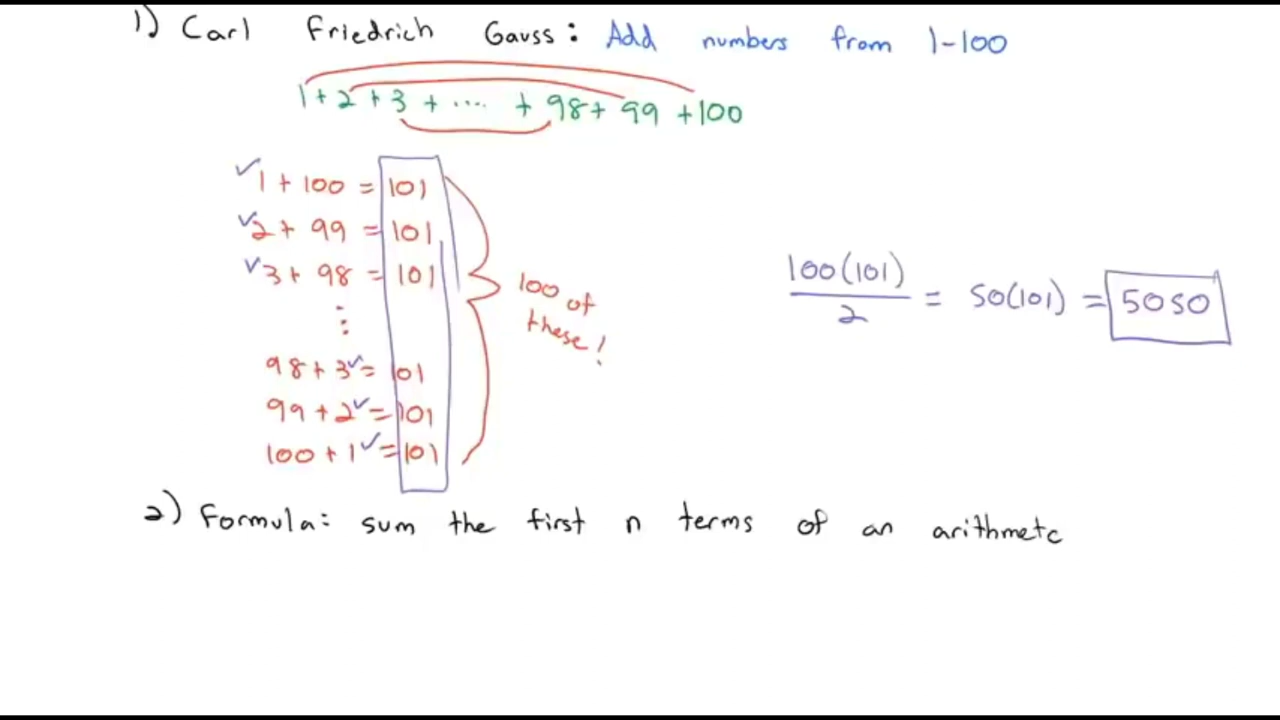 1) Carl Friedrich Gauss: Add numbers from 1-100
1+2+3+....+98+99+100
✓1+100=101
✓2+99=101
✓3+98=101
100 of
these!
100(101)/2 = 50(101) = 5050
⋮
98+3✓=101
99+2✓=101
100+1✓=101
2) Formula: sum the first n terms of an arithmetc